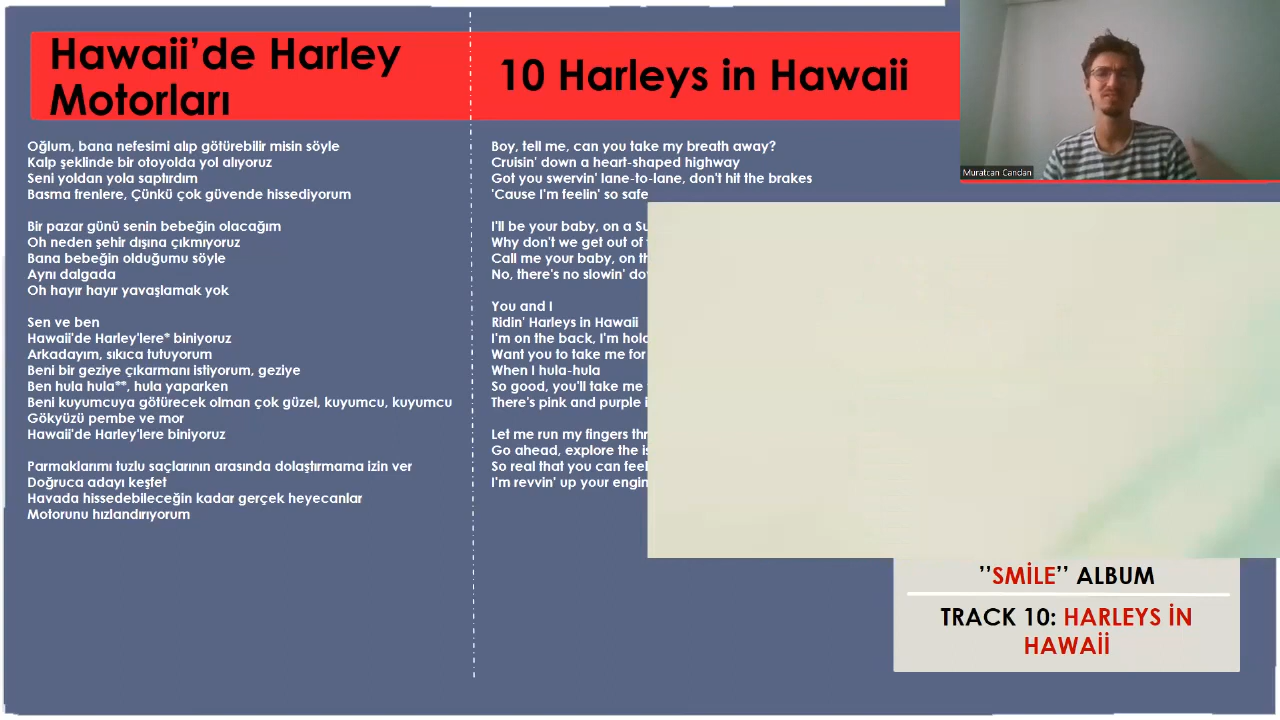 Hawaii’de Harley
Motorları
Oğlum, bana nefesimi alıp götürebilir misin söyle
Kalp şeklinde bir otoyolda yol alıyoruz
Seni yoldan yola saptırdım
Basma frenlere, Çünkü çok güvende hissediyorum
Bir pazar günü senin bebeğin olacağım
Oh neden şehir dışına çıkmıyoruz
Bana bebeğin olduğumu söyle
Aynı dalgada
Oh hayır hayır yavaşlamak yok
Sen ve ben
Hawaii'de Harley'lere* biniyoruz
Arkadayım, sıkıca tutuyorum
Beni bir geziye çıkarmanı istiyorum, geziye
Ben hula hula**, hula yaparken
Beni kuyumcuya götürecek olman çok güzel, kuyumcu, kuyumcu
Gökyüzü pembe ve mor
Hawaii'de Harley'lere biniyoruz
Parmaklarımı tuzlu saçlarının arasında dolaştırmama izin ver
Doğruca adayı keşfet
Havada hissedebileceğin kadar gerçek heyecanlar
Motorunu hızlandırıyorum
10 Harleys in Hawaii
Boy, tell me, can you take my breath away?
Cruisin' down a heart-shaped highway
Got you swervin' lane-to-lane, don't hit the brakes
'Cause I'm feelin' so safe
I'll be your baby, on a
Why don't we get out of
Call me your baby, on
No, there's no slowin'
You and I
Ridin' Harleys in Hawaii
I'm on the back, I'm
Want you to take me for
When I hula-hula
So good, you'll take me
There's pink and purple
Let me run my fingers
Go ahead, explore the
So real that you can feel
I'm revvin' up your
Muratcan Candan
’’SMİLE’’ ALBUM
TRACK 10: HARLEYS İN
HAWAİİ